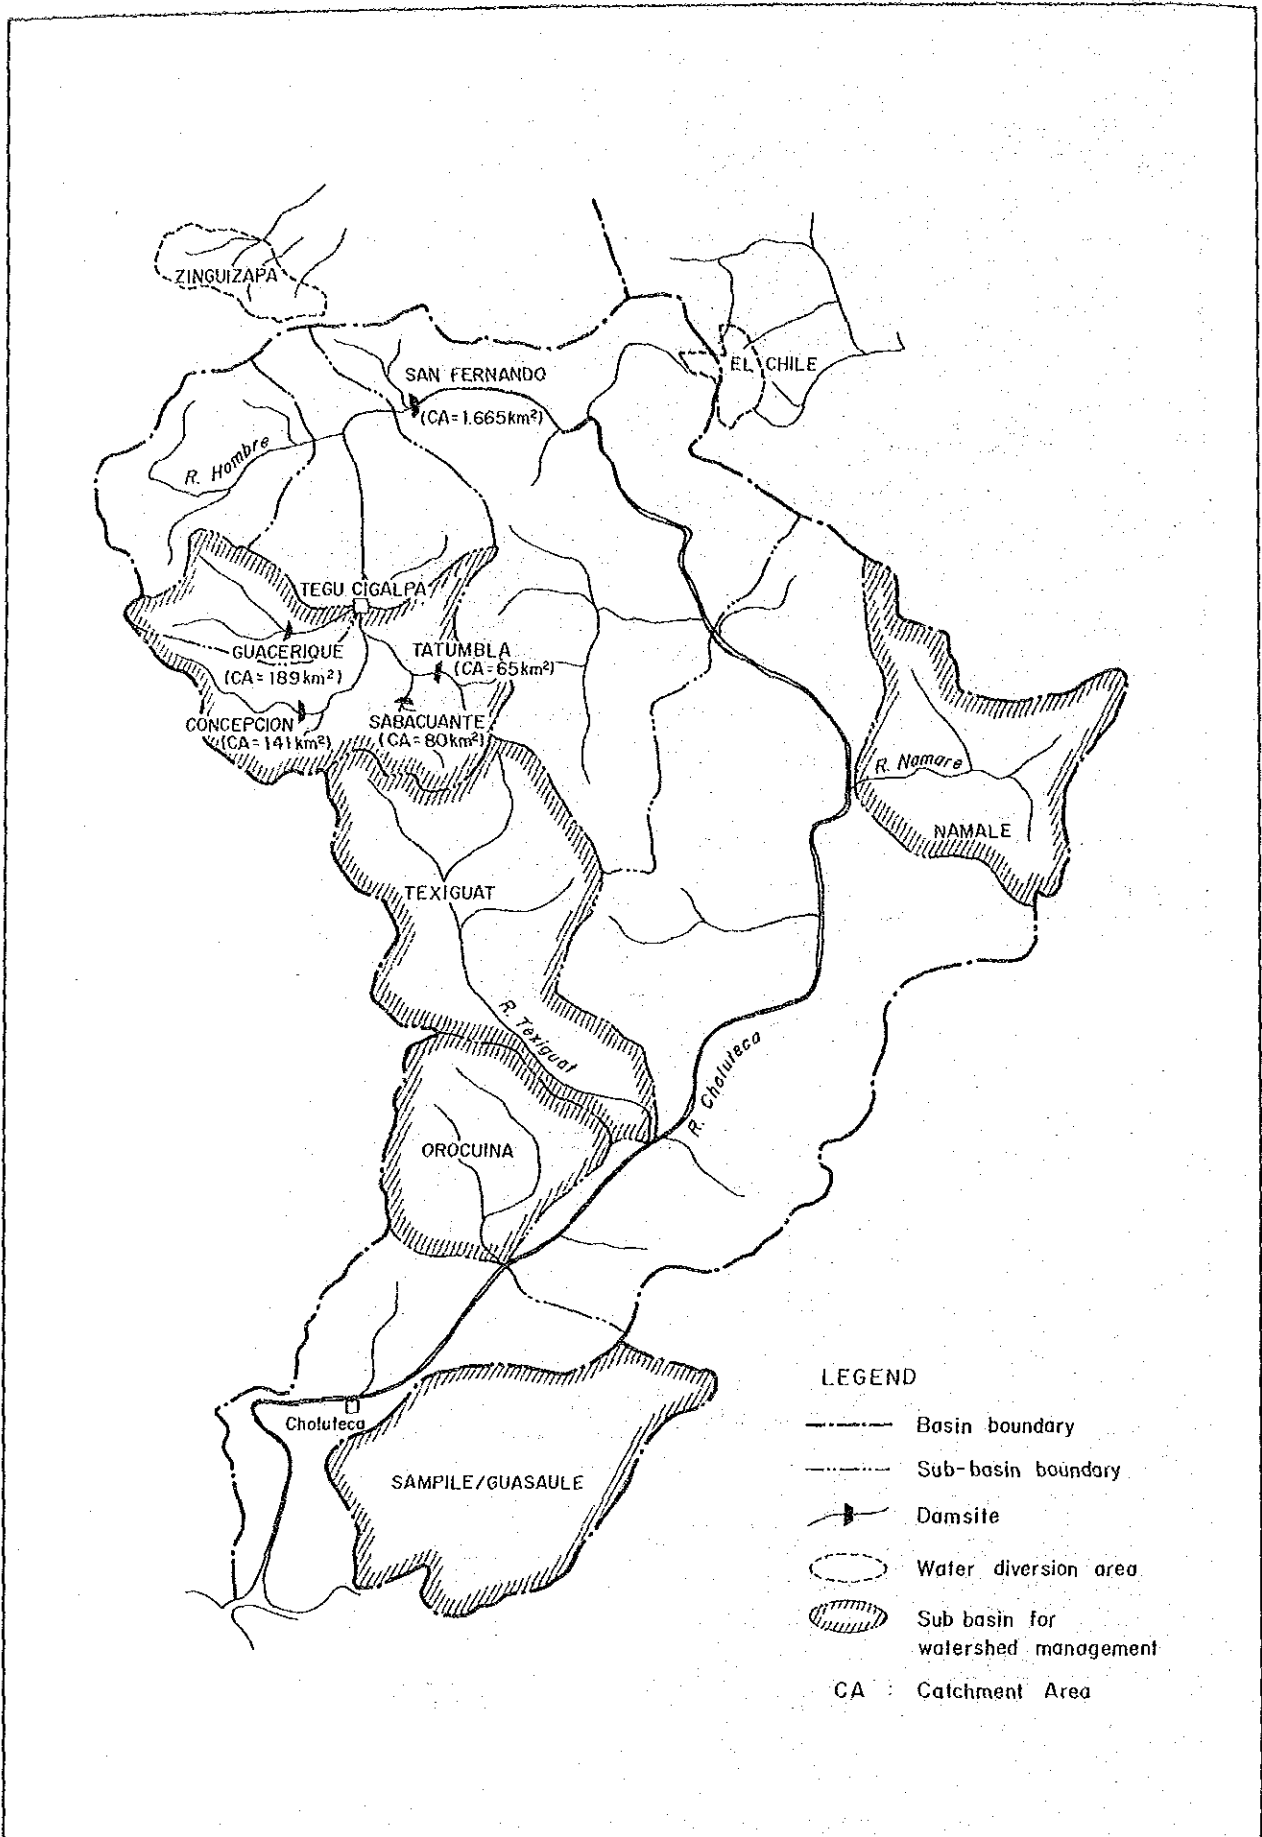 ZINGUIZAPA
EL CHILE
SAN FERNANDO
(CA=1.665km²)
R. Hombre
TEGU CIGALPA
GUACERIQUE
(CA=189km²)
TATUMBLA
(CA=65km²)
CONCEPCION
(CA=141km²)
SABACUANTE
(CA=80km²)
R. Namare
NAMALE
TEXIGUAT
R. Texiguat
R. Choluteca
OROCUINA
Choluteca
SAMPILE/GUASAULE
LEGEND
Basin boundary
Sub-basin boundary
Damsite
Water diversion area
Sub basin for
watershed management
CA : Catchment Area